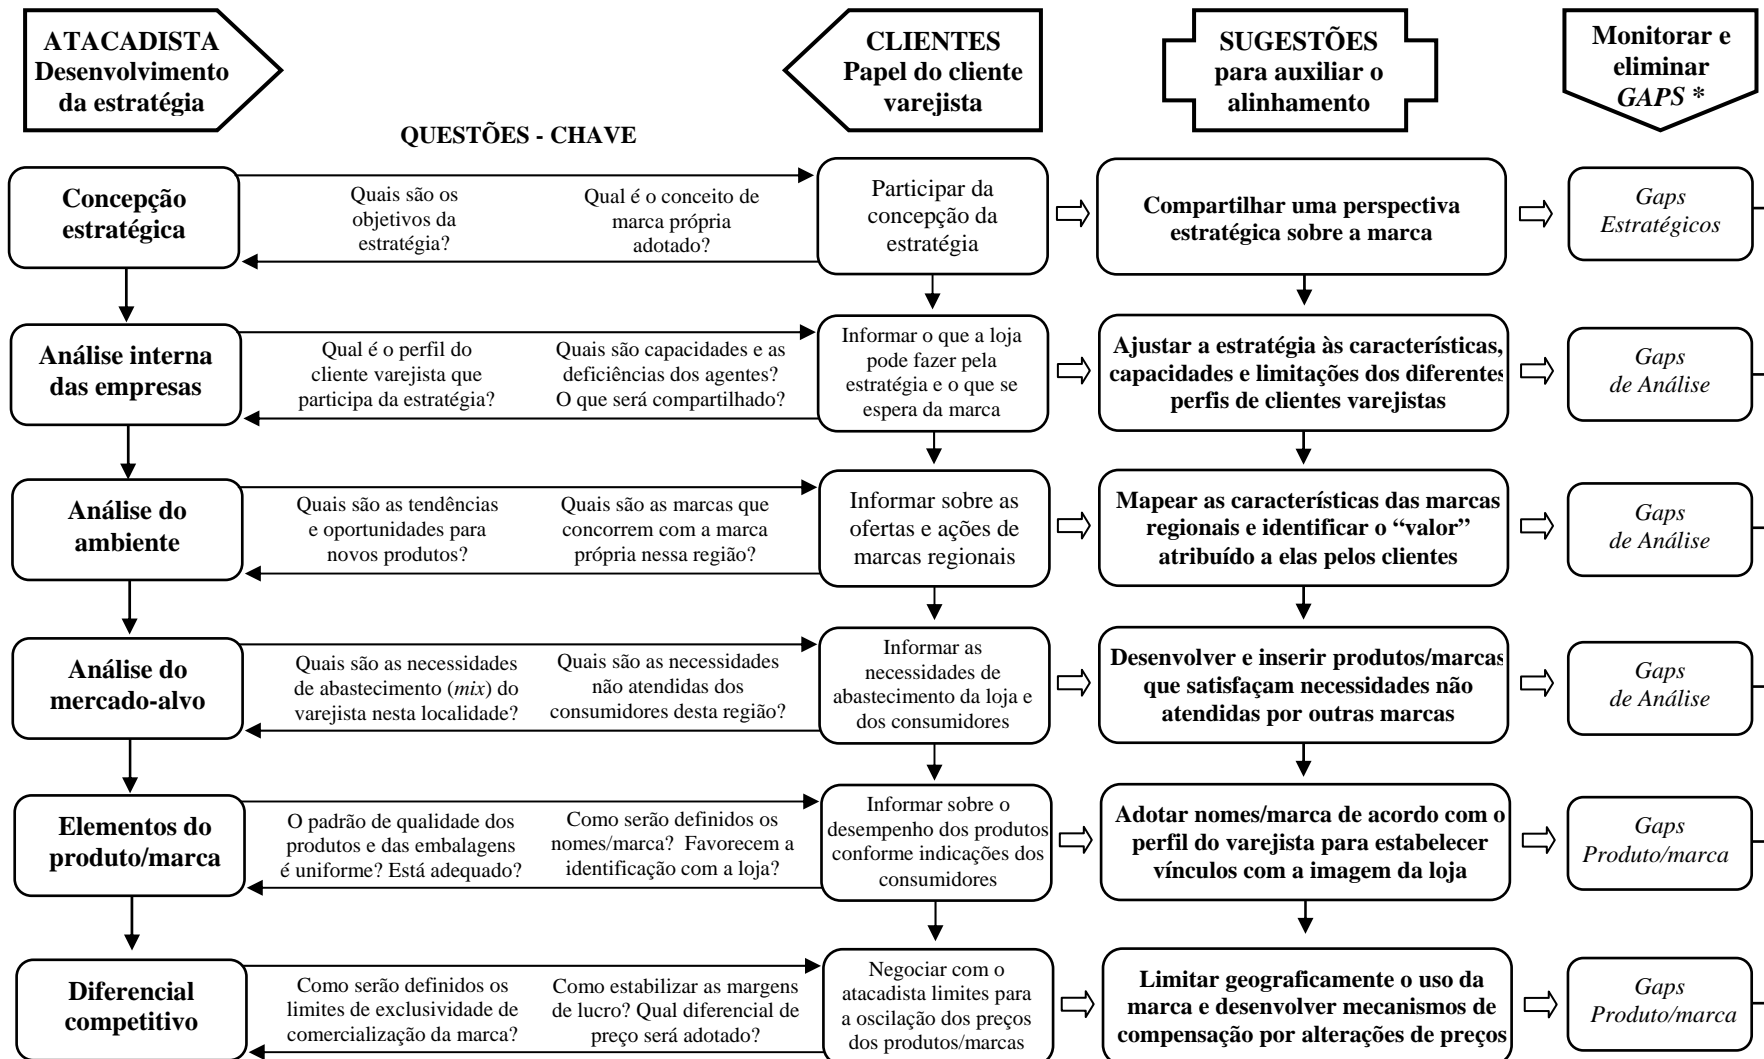 ATACADISTA
Desenvolvimento
da estratégia
CLIENTES
Papel do cliente
varejista
SUGESTÕES
para auxiliar o
alinhamento
Monitorar e
eliminar
GAPS *
QUESTÕES - CHAVE
Concepção
estratégica
Quais são os
objetivos da
estratégia?
Qual é o conceito de
marca própria
adotado?
Participar da
concepção da
estratégia
Compartilhar uma perspectiva
estratégica sobre a marca
Gaps
Estratégicos
Análise interna
das empresas
Qual é o perfil do
cliente varejista que
participa da estratégia?
Quais são capacidades e as
deficiências dos agentes?
O que será compartilhado?
Informar o que a loja
pode fazer pela
estratégia e o que se
espera da marca
Ajustar a estratégia às características,
capacidades e limitações dos diferentes
perfis de clientes varejistas
Gaps
de Análise
Análise do
ambiente
Quais são as tendências
e oportunidades para
novos produtos?
Quais são as marcas que
concorrem com a marca
própria nessa região?
Informar sobre as
ofertas e ações de
marcas regionais
Mapear as características das marcas
regionais e identificar o “valor”
atribuído a elas pelos clientes
Gaps
de Análise
Análise do
mercado-alvo
Quais são as necessidades
de abastecimento (mix) do
varejista nesta localidade?
Quais são as necessidades
não atendidas dos
consumidores desta região?
Informar as
necessidades de
abastecimento da loja e
dos consumidores
Desenvolver e inserir produtos/marcas
que satisfaçam necessidades não
atendidas por outras marcas
Gaps
de Análise
Elementos do
produto/marca
O padrão de qualidade dos
produtos e das embalagens
é uniforme? Está adequado?
Como serão definidos os
nomes/marca? Favorecem a
identificação com a loja?
Informar sobre o
desempenho dos produtos
conforme indicações dos
consumidores
Adotar nomes/marca de acordo com o
perfil do varejista para estabelecer
vínculos com a imagem da loja
Gaps
Produto/marca
Diferencial
competitivo
Como serão definidos os
limites de exclusividade de
comercialização da marca?
Como estabilizar as margens
de lucro? Qual diferencial de
preço será adotado?
Negociar com o
atacadista limites para
a oscilação dos preços
dos produtos/marcas
Limitar geograficamente o uso da
marca e desenvolver mecanismos de
compensação por alterações de preços
Gaps
Produto/marca